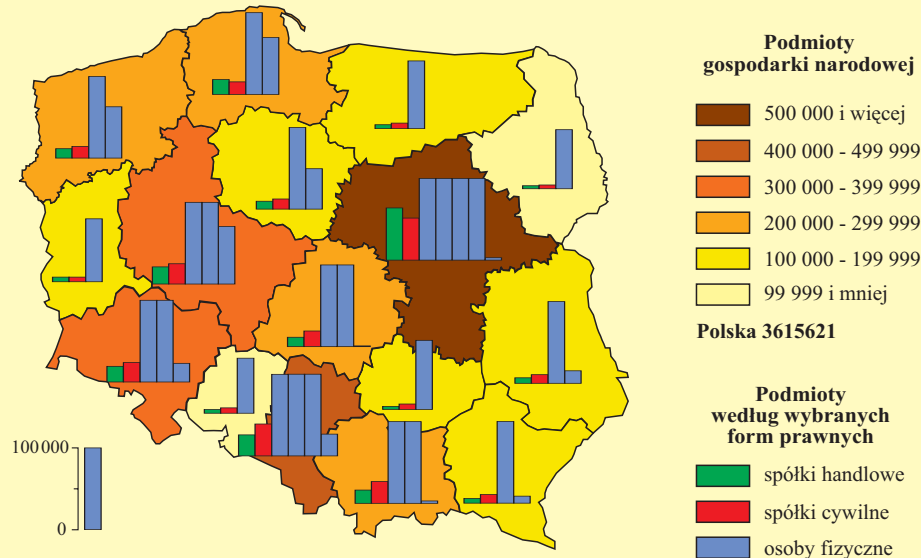 Podmioty
gospodarki narodowej
500 000 i więcej
400 000 - 499 999
300 000 - 399 999
200 000 - 299 999
100 000 - 199 999
99 999 i mniej
Polska 3615621
Podmioty
według wybranych
form prawnych
spółki handlowe
spółki cywilne
osoby fizyczne
100 000
0